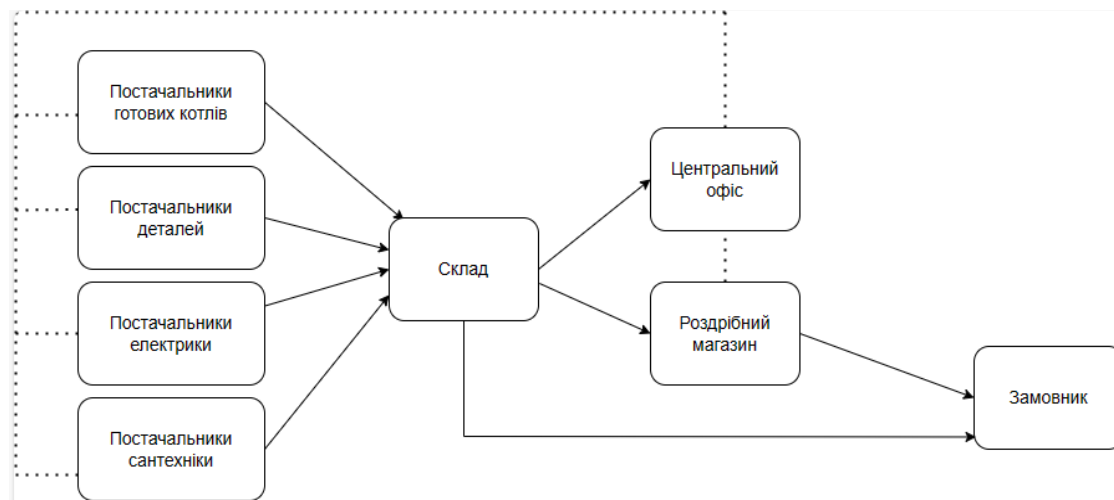 Постачальники
готових котлів
Постачальники
деталей
Постачальники
електрики
Постачальники
сантехніки
Склад
Центральний
офіс
Роздрібний
магазин
Замовник